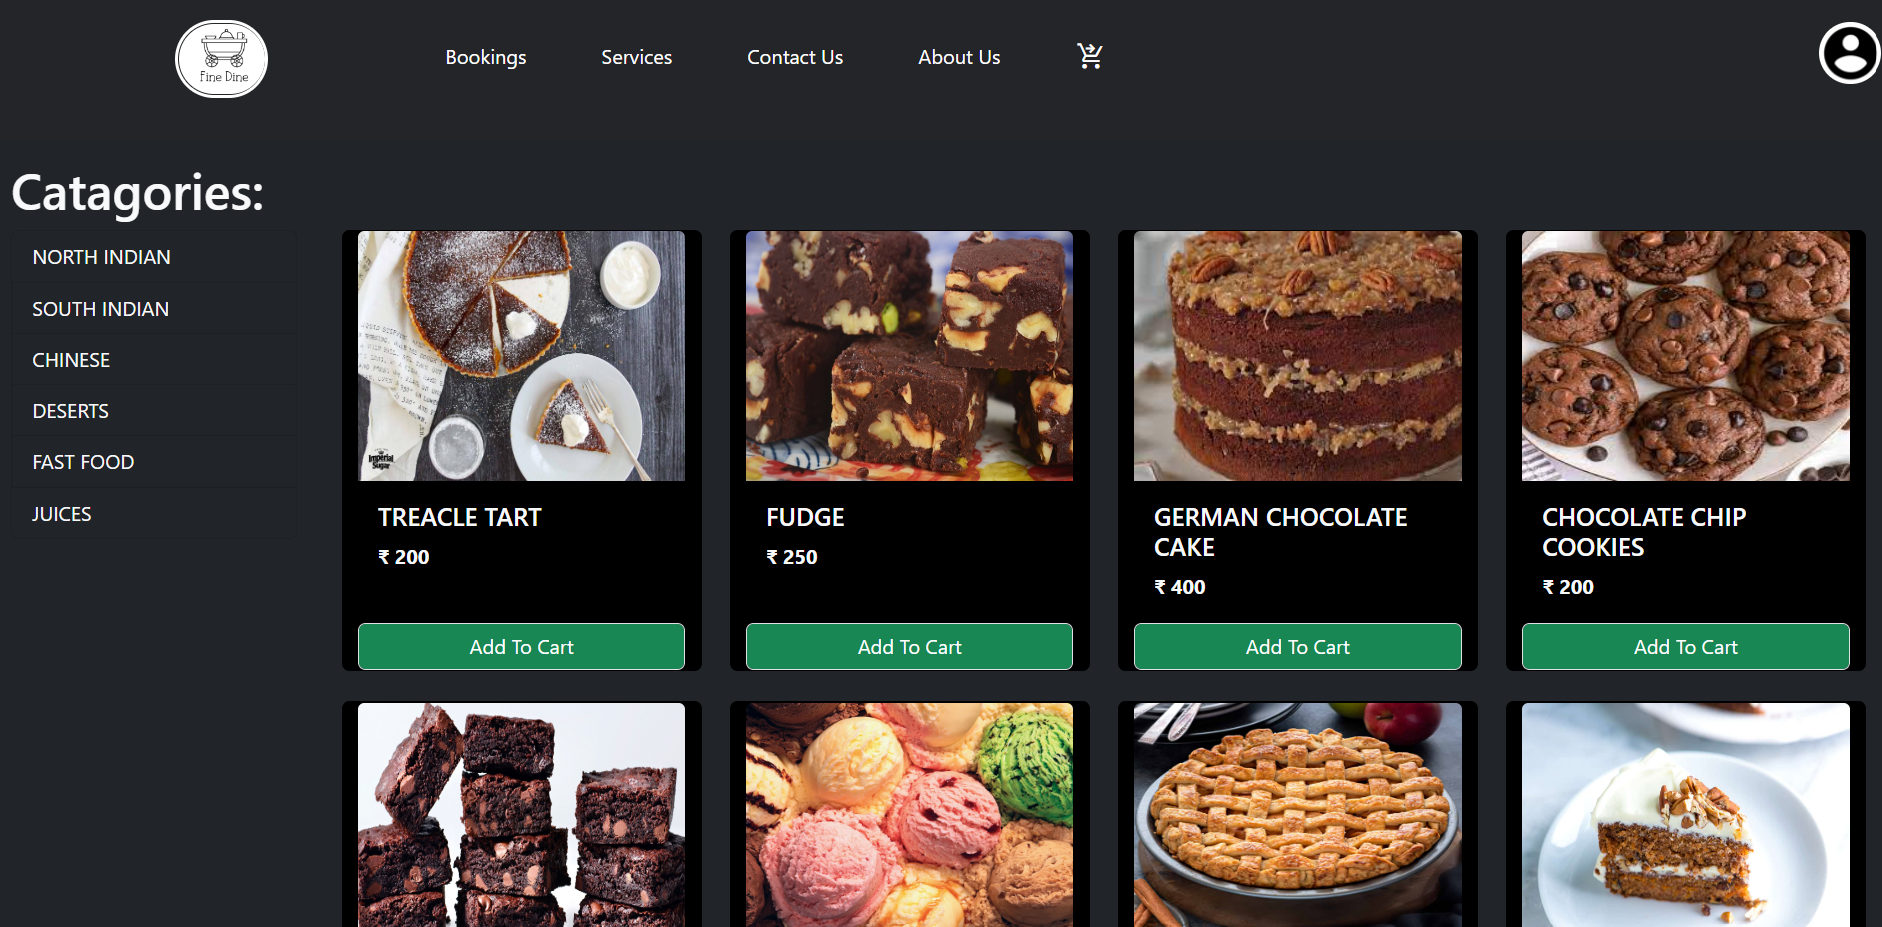 Fine Dine
Bookings
Services
Contact Us
About Us
Catagories:
NORTH INDIAN
SOUTH INDIAN
CHINESE
DESERTS
FAST FOOD
JUICES
Imperial
Sugar
TREACLE TART
₹ 200
Add To Cart
FUDGE
₹ 250
Add To Cart
GERMAN CHOCOLATE
CAKE
₹ 400
Add To Cart
CHOCOLATE CHIP
COOKIES
₹ 200
Add To Cart